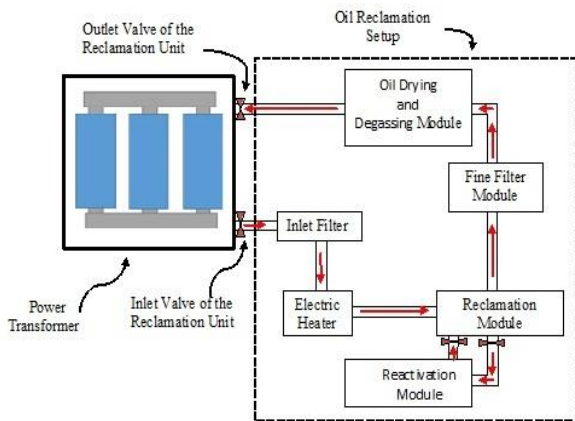 Outlet Valve of the
Reclamation Unit
Oil Reclamation
Setup
Oil Drying
and
Degassing Module
Fine Filter
Module
Inlet Filter
Electric
Heater
Reclamation
Module
Reactivation
Module
Power
Transformer
Inlet Valve of the
Reclamation Unit